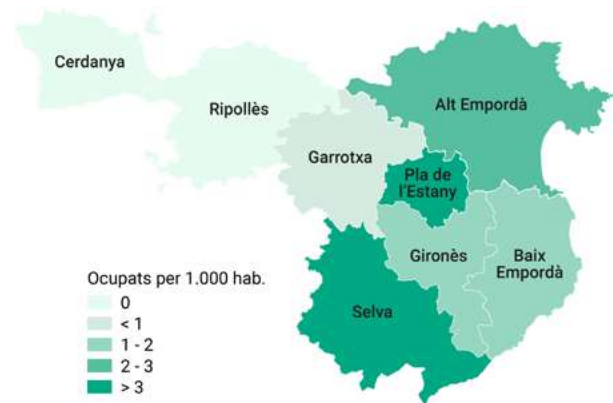 Cerdanya
Ripollès
Alt Empordà
Garrotxa
Pla de
l'Estany
Gironès
Baix
Empordà
Selva
Ocupats per 1.000 hab.
0
< 1
1 - 2
2 - 3
> 3